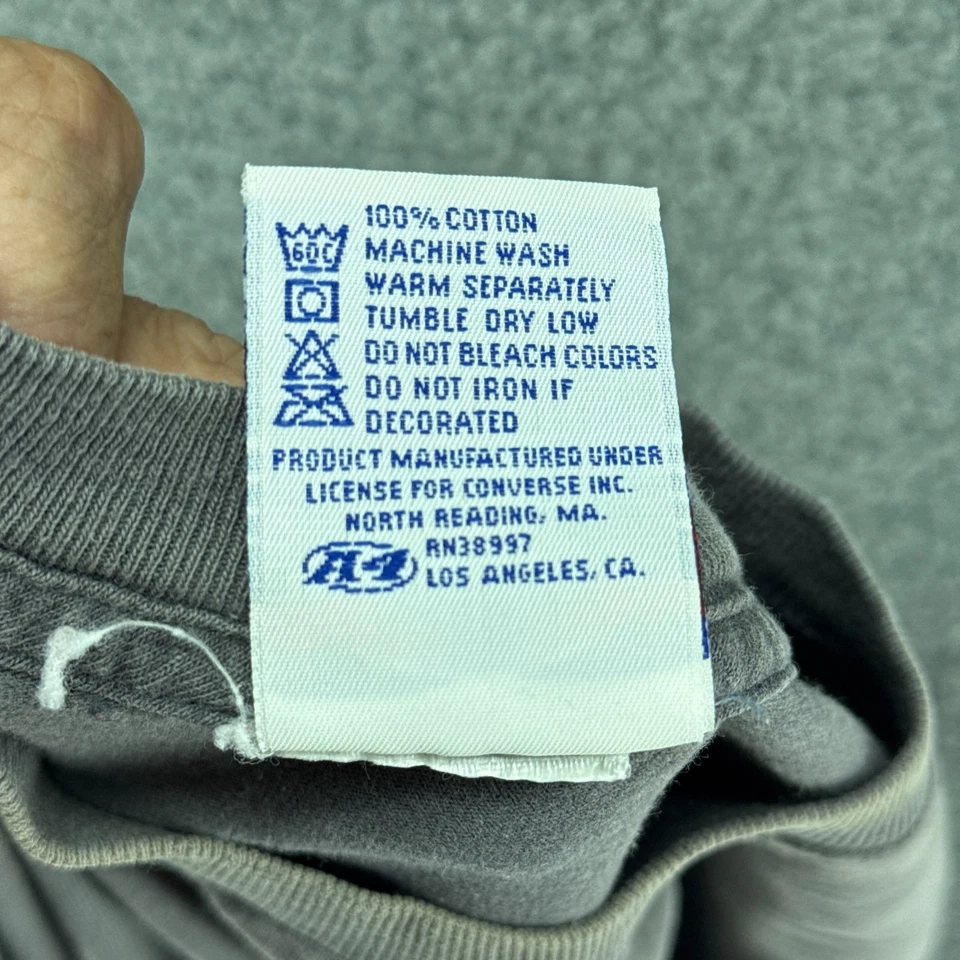 100% COTTON
60C
MACHINE WASH
WARM SEPARATELY
TUMBLE DRY LOW
DO NOT BLEACH COLORS
DO NOT IRON IF
DECORATED
PRODUCT MANUFACTURED UNDER
LICENSE FOR CONVERSE INC.
NORTH READING, MA.
A-4
RN38997
LOS ANGELES, CA.